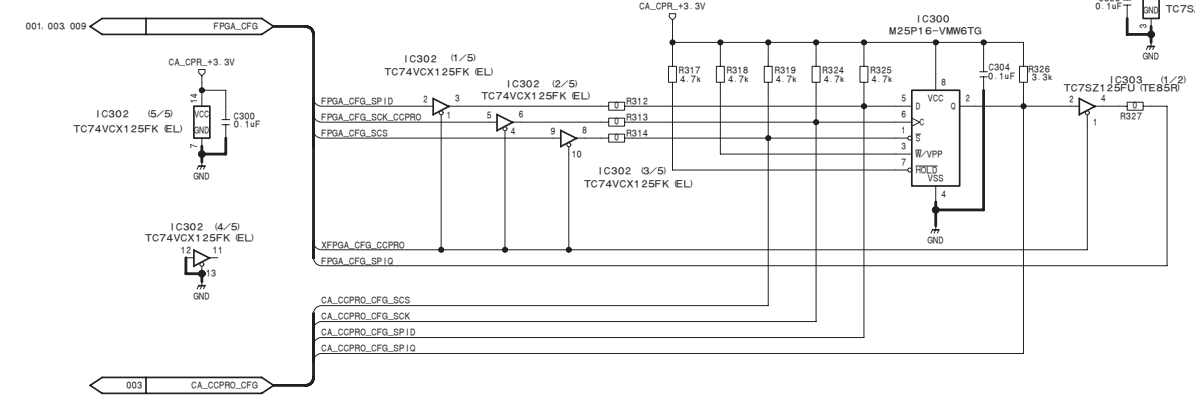 001. 003. 009
FPGA_CFG
CA_CPR_+3.3V
14
VCC
GND
7
IC302 (5/5)
TC74VCX125FK (EL)
C300
0.1uF
GND
IC302 (4/5)
TC74VCX125FK (EL)
12
11
13
GND
IC302 (1/5)
TC74VCX125FK (EL)
2
3
1
IC302 (2/5)
TC74VCX125FK (EL)
5
6
4
9
8
10
IC302 (3/5)
TC74VCX125FK (EL)
FPGA_CFG_SPID
FPGA_CFG_SCK_CCPRO
FPGA_CFG_SCS
0 R312
0 R313
0 R314
CA_CPR_+3.3V
R317
4.7k
R318
4.7k
R319
4.7k
R324
4.7k
R325
4.7k
IC300
M25P16-VMW6TG
8
VCC
5
D
Q
2
6
C
1
S
3
W/VPP
7
HOLD
VSS
4
GND
C304
0.1uF
R326
3.3k
IC303 (1/2)
TC7SZ125FU (TE85R)
2
4
1
0
R327
0.1uF
GND
3
GND
TC7S
XFPGA_CFG_CCPRO
FPGA_CFG_SPIQ
CA_CCPRO_CFG_SCS
CA_CCPRO_CFG_SCK
CA_CCPRO_CFG_SPID
CA_CCPRO_CFG_SPIQ
003
CA_CCPRO_CFG